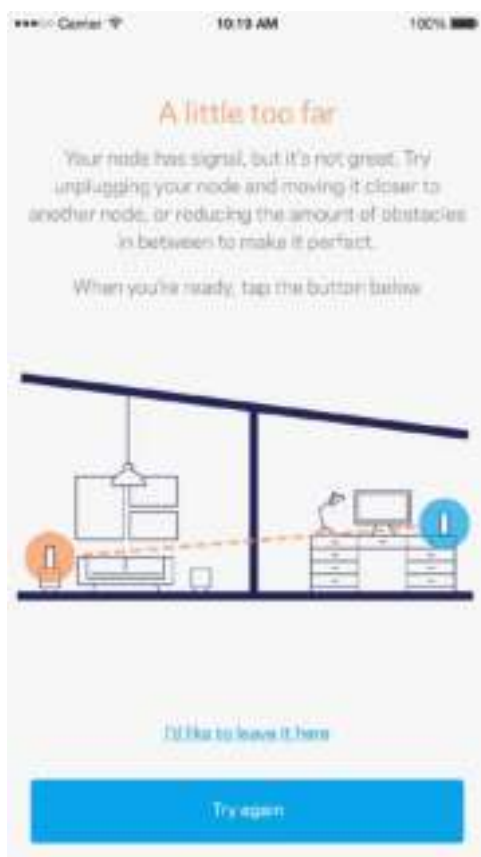 Carrier 10:19 AM 100%
A little too far
Your node has signal, but it's not great. Try
unplugging your node and moving it closer to
another node, or reducing the amount of obstacles
in between to make it perfect.
When you're ready, tap the button below
I'd like to leave it here
Try again